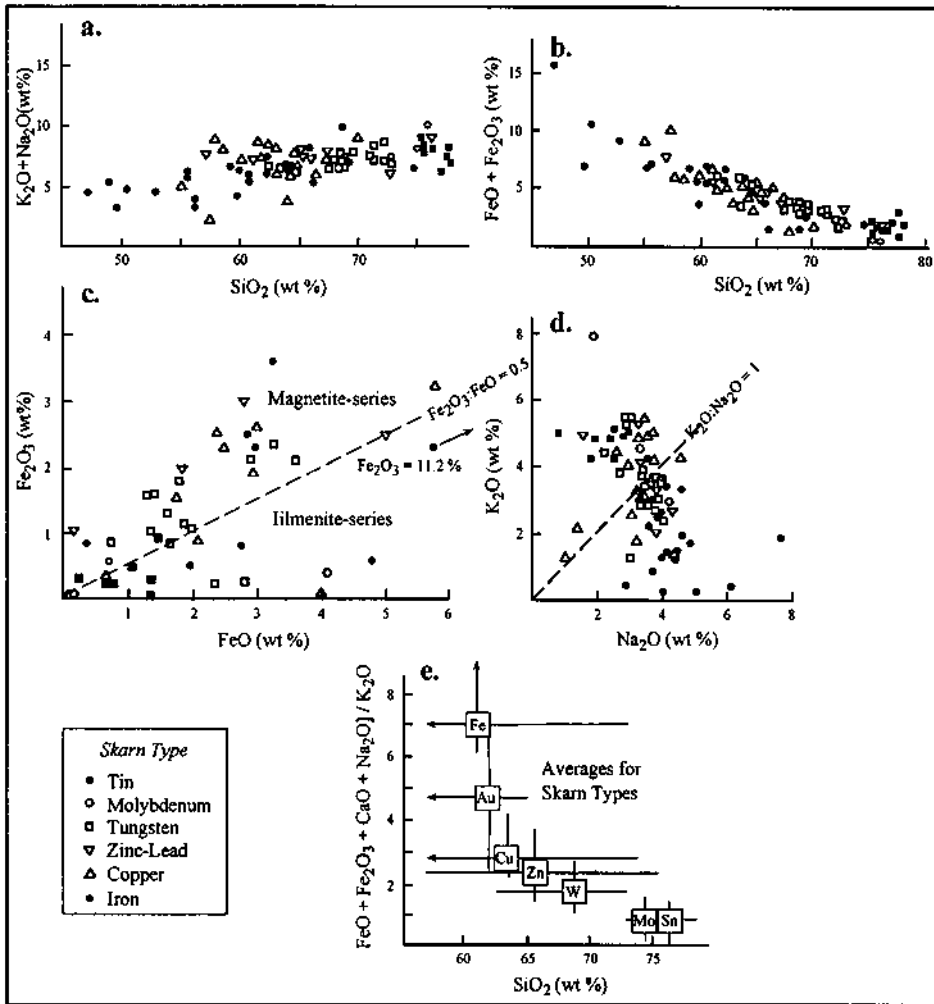 a.
K₂O + Na₂O(wt%)
15
10
5
50
60
70
SiO₂ (wt %)
b.
FeO + Fe₂O₃ (wt %)
15
10
5
50
60
70
80
SiO₂ (wt %)
c.
Fe₂O₃ (wt%)
4
3
2
1
Magnetite-series
Fe₂O₃:FeO = 0.5
Fe₂O₃ = 11.2 %
Iilmenite-series
1
2
3
4
5
6
FeO (wt %)
d.
K₂O
8
6
4
2
K₂O:Na₂O = 1
2
4
6
8
Na₂O (wt %)
e.
FeO + Fe₂O₃ + CaO + Na₂O] / K₂O
8
6
4
2
Fe
Au
Cu
Zn
W
Mo
Sn
Averages for
Skarn Types
60
65
70
75
SiO₂ (wt %)
Skarn Type
Tin
Molybdenum
Tungsten
Zinc-Lead
Copper
Iron